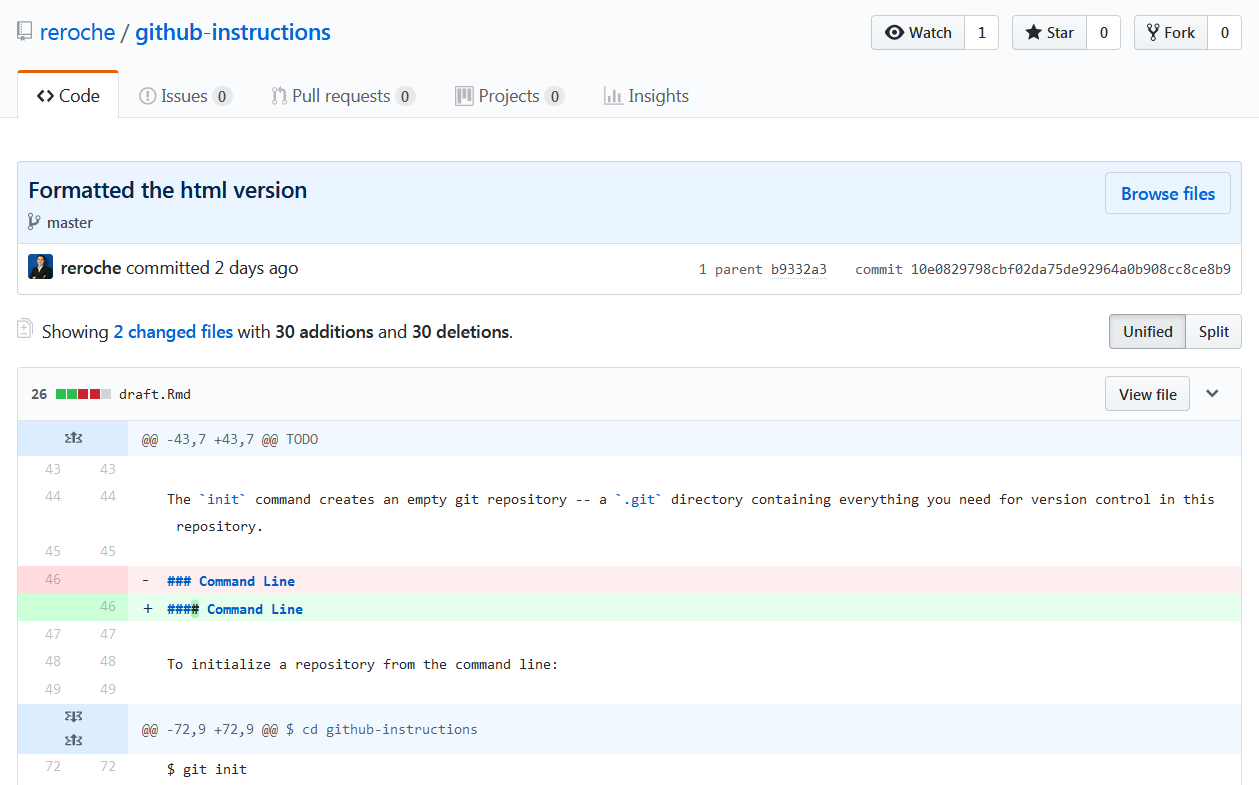 reroche / github-instructions
Watch 1 Star 0 Fork 0
Code Issues 0 Pull requests 0 Projects 0 Insights
Formatted the html version
Browse files
master
reroche committed 2 days ago 1 parent b9332a3 commit 10e0829798cbf02da75de92964a0b908cc8ce8b9
Showing 2 changed files with 30 additions and 30 deletions.
Unified Split
26 draft.Rmd View file
@@ -43,7 +43,7 @@ TODO
43 43
44 44 The `init` command creates an empty git repository -- a `.git` directory containing everything you need for version control in this
repository.
45 45
46 - ### Command Line
46 + #### Command Line
47 47
48 48 To initialize a repository from the command line:
49 49
@@ -72,9 +72,9 @@ $ cd github-instructions
72 72 $ git init